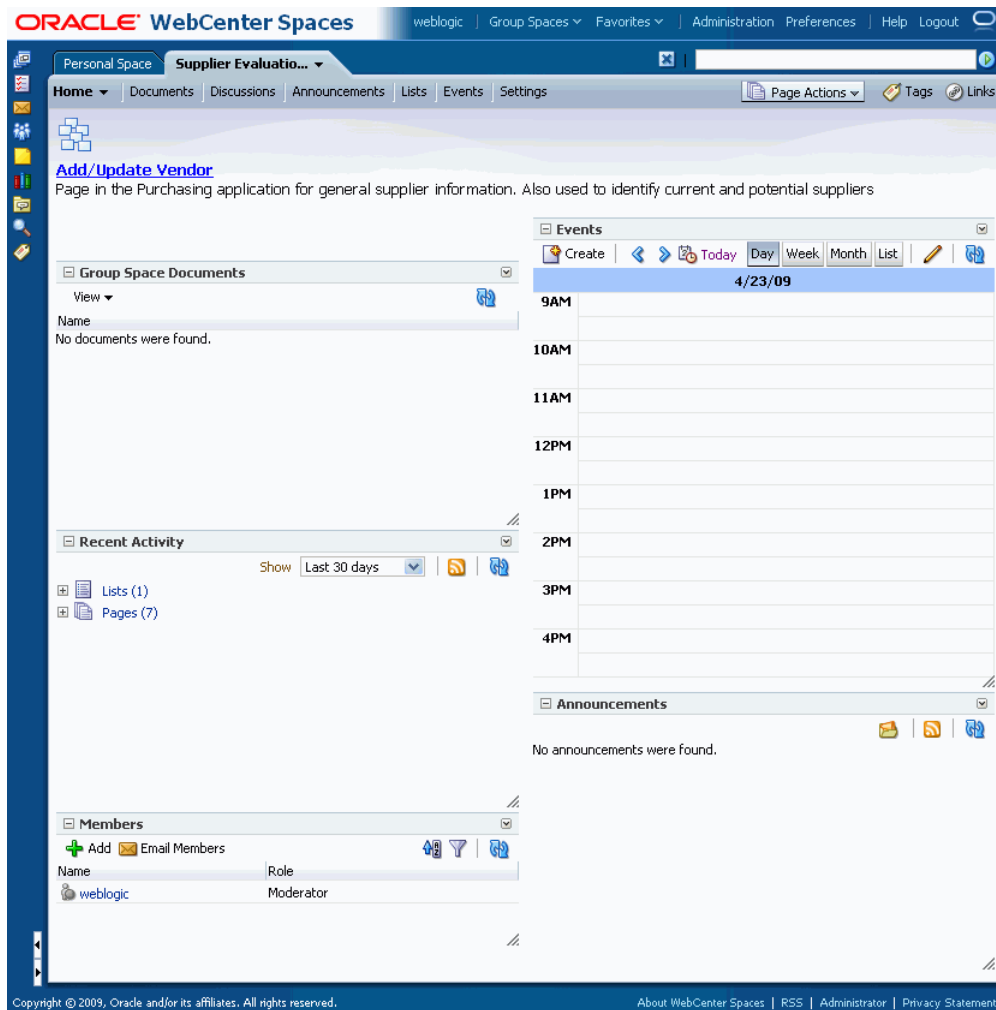 ORACLE WebCenter Spaces
weblogic | Group Spaces | Favorites | Administration Preferences | Help Logout
Personal Space Supplier Evaluatio...
Home Documents Discussions Announcements Lists Events Settings Page Actions Tags Links
Add/Update Vendor
Page in the Purchasing application for general supplier information. Also used to identify current and potential suppliers
Group Space Documents
View
Name
No documents were found.
Recent Activity
Show Last 30 days
Lists (1)
Pages (7)
Members
Add Email Members
Name Role
weblogic Moderator
Events
Create Today Day Week Month List
4/23/09
9AM
10AM
11AM
12PM
1PM
2PM
3PM
4PM
Announcements
No announcements were found.
Copyright © 2009, Oracle and/or its affiliates. All rights reserved. About WebCenter Spaces | RSS | Administrator | Privacy Statement